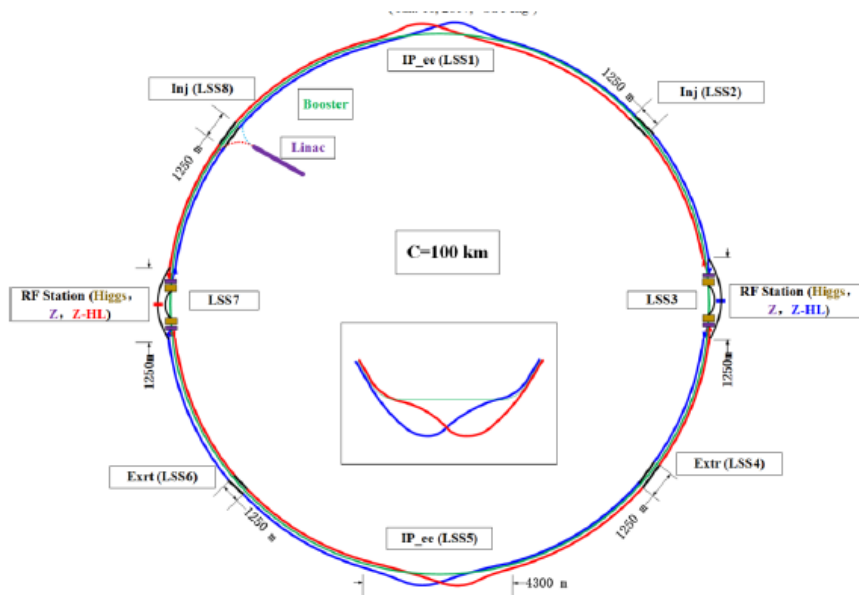 IP_ee (LSS1)
1250 m
Inj (LSS8)
Inj (LSS2)
Booster
Linac
1250 m
C=100 km
RF Station (Higgs，
Z， Z-HL)
LSS7
LSS3
RF Station (Higgs，
Z， Z-HL)
1250m
1250m
Exrt (LSS6)
Extr (LSS4)
1250 m
IP_ee (LSS5)
1250 m
4300 m